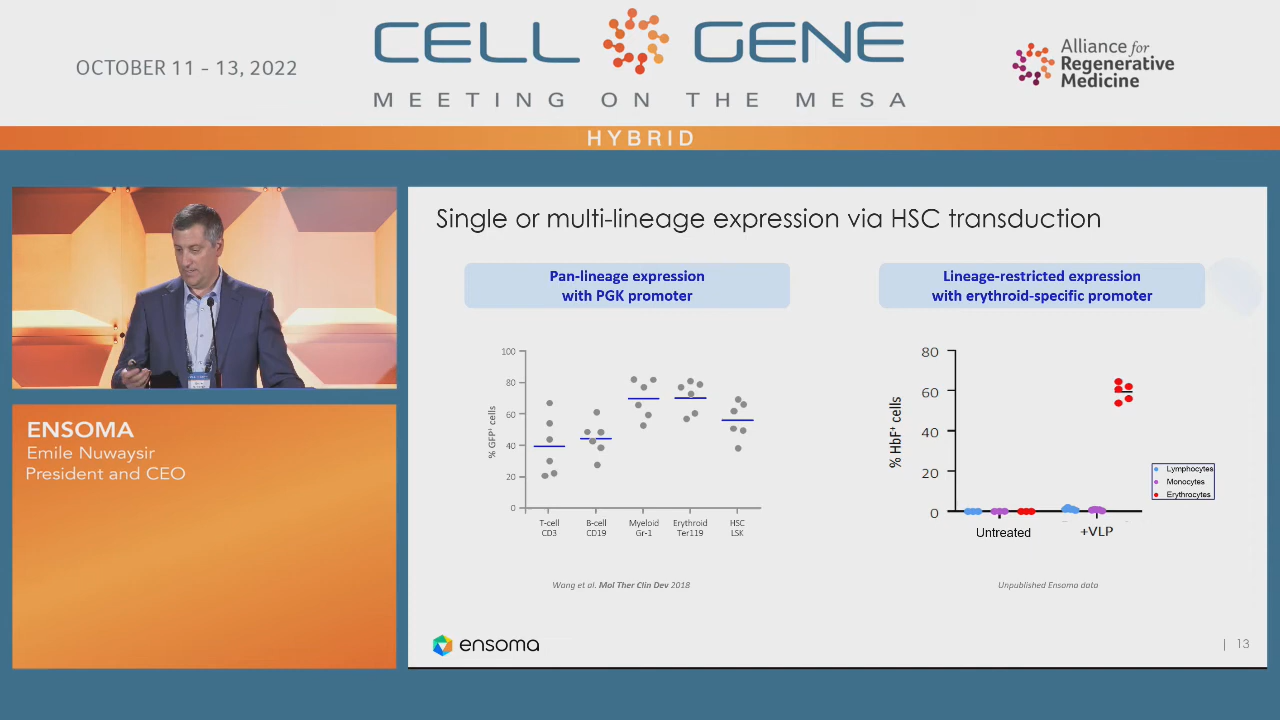 OCTOBER 11 - 13, 2022
CELL GENE
MEETING ON THE MESA
Alliance for
Regenerative
Medicine
HYBRID
ENSOMA
Emile Nuwaysir
President and CEO
Single or multi-lineage expression via HSC transduction
Pan-lineage expression
with PGK promoter
% GFP⁺ cells
100
80
60
40
20
0
T-cell
CD3
B-cell
CD19
Myeloid
Gr-1
Erythroid
Ter119
HSC
LSK
Wang et al. Mol Ther Clin Dev 2018
Lineage-restricted expression
with erythroid-specific promoter
% HbF⁺ cells
80
60
40
20
0
Untreated
+VLP
Lymphocytes
Monocytes
Erythrocytes
Unpublished Ensoma data
ensoma
| 13